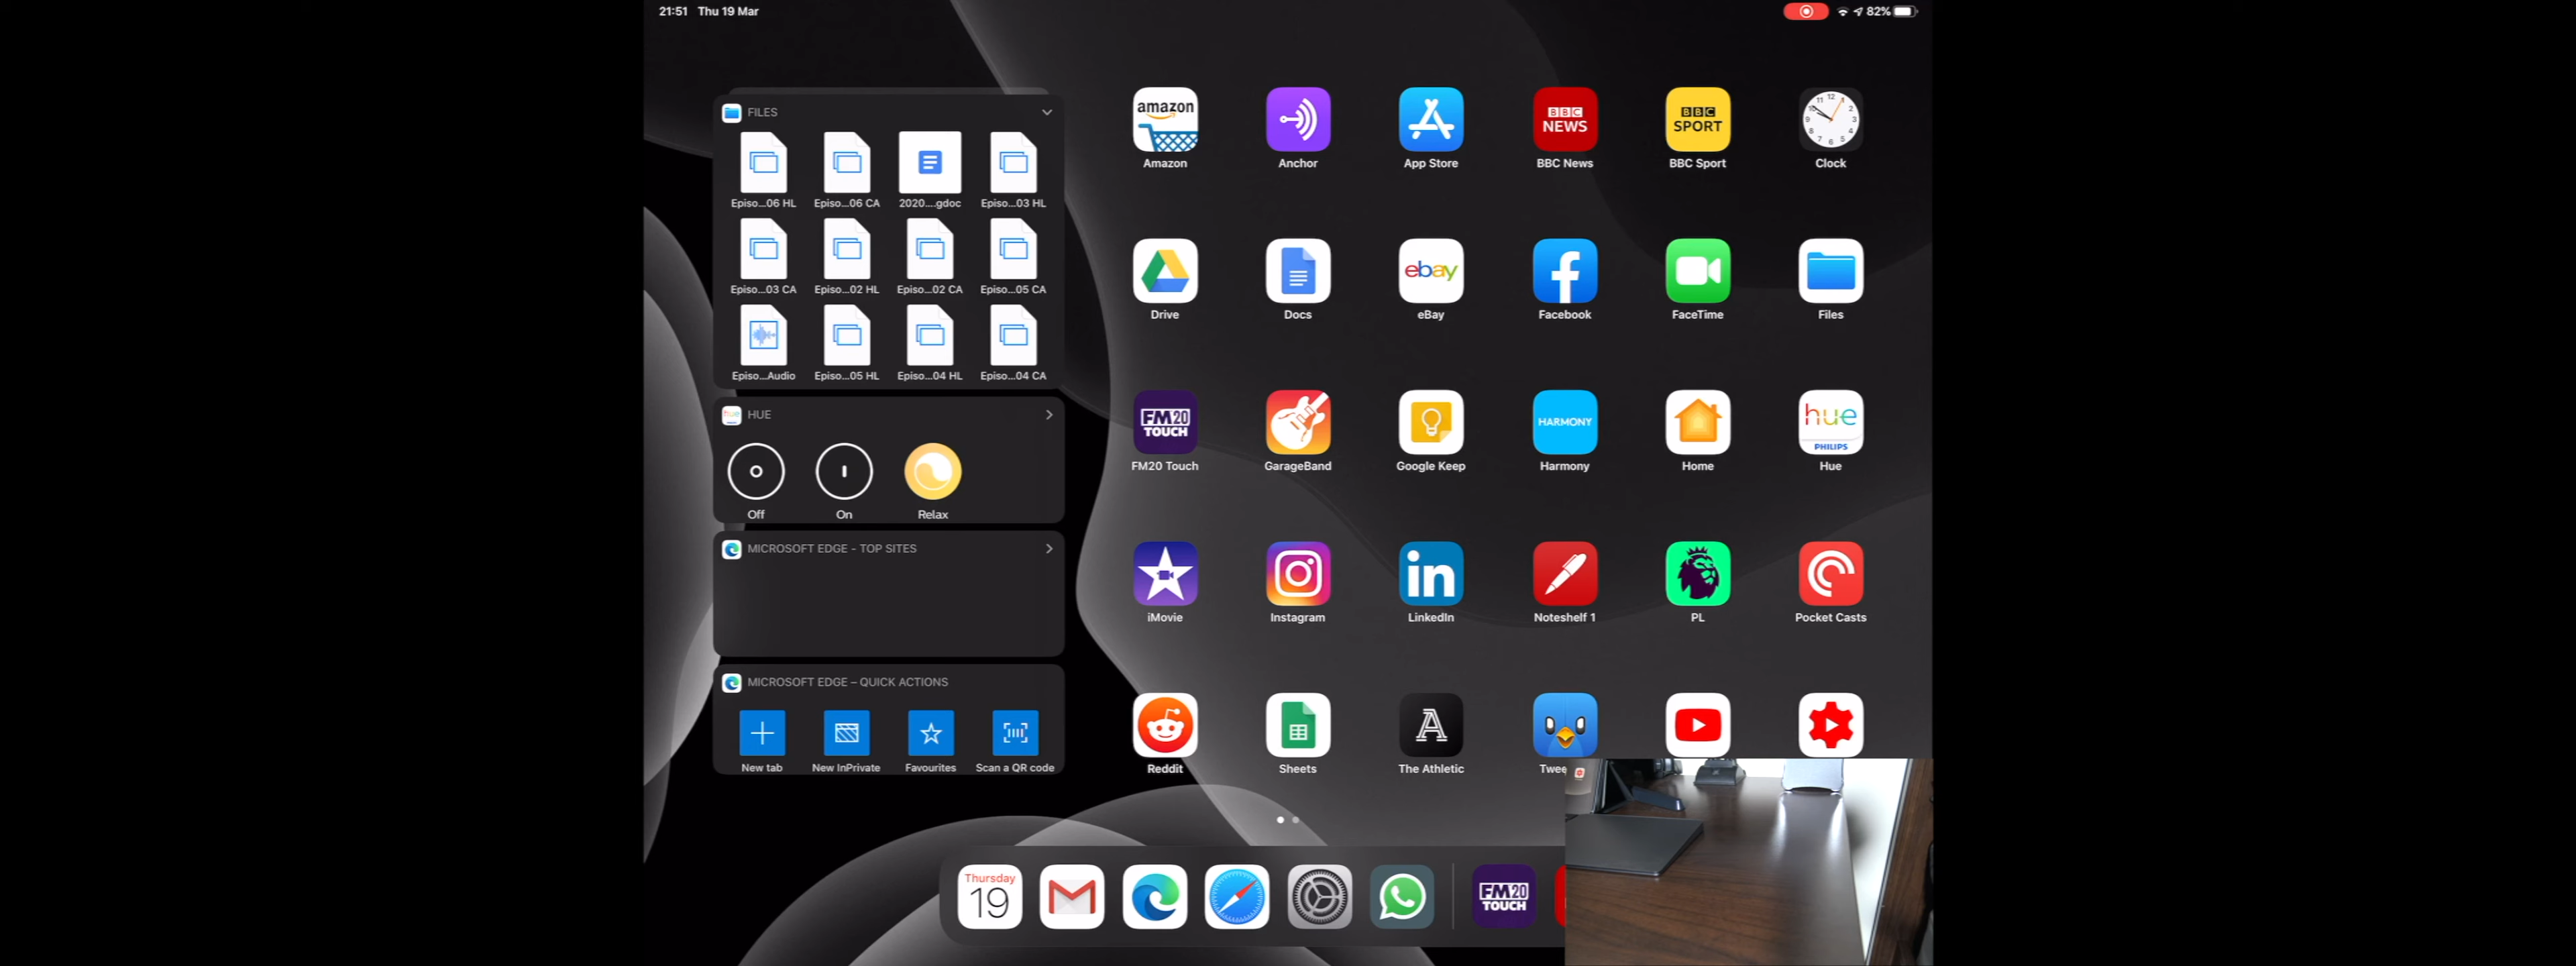 21:51 Thu 19 Mar
82%
FILES
Episo...06 HL Episo...06 CA 2020....gdoc Episo...03 HL
Episo...03 CA Episo...02 HL Episo...02 CA Episo...05 CA
Episo...Audio Episo...05 HL Episo...04 HL Episo...04 CA
hue HUE
Off On Relax
MICROSOFT EDGE - TOP SITES
MICROSOFT EDGE – QUICK ACTIONS
New tab New InPrivate Favourites Scan a QR code
amazon BBC NEWS BBC SPORT
Amazon Anchor App Store BBC News BBC Sport Clock
ebay
Drive Docs eBay Facebook FaceTime Files
FM20 TOUCH HARMONY hue PHILIPS
FM20 Touch GarageBand Google Keep Harmony Home Hue
in
iMovie Instagram LinkedIn Noteshelf 1 PL Pocket Casts
Reddit Sheets The Athletic Twee
Thursday
19
FM20 TOUCH